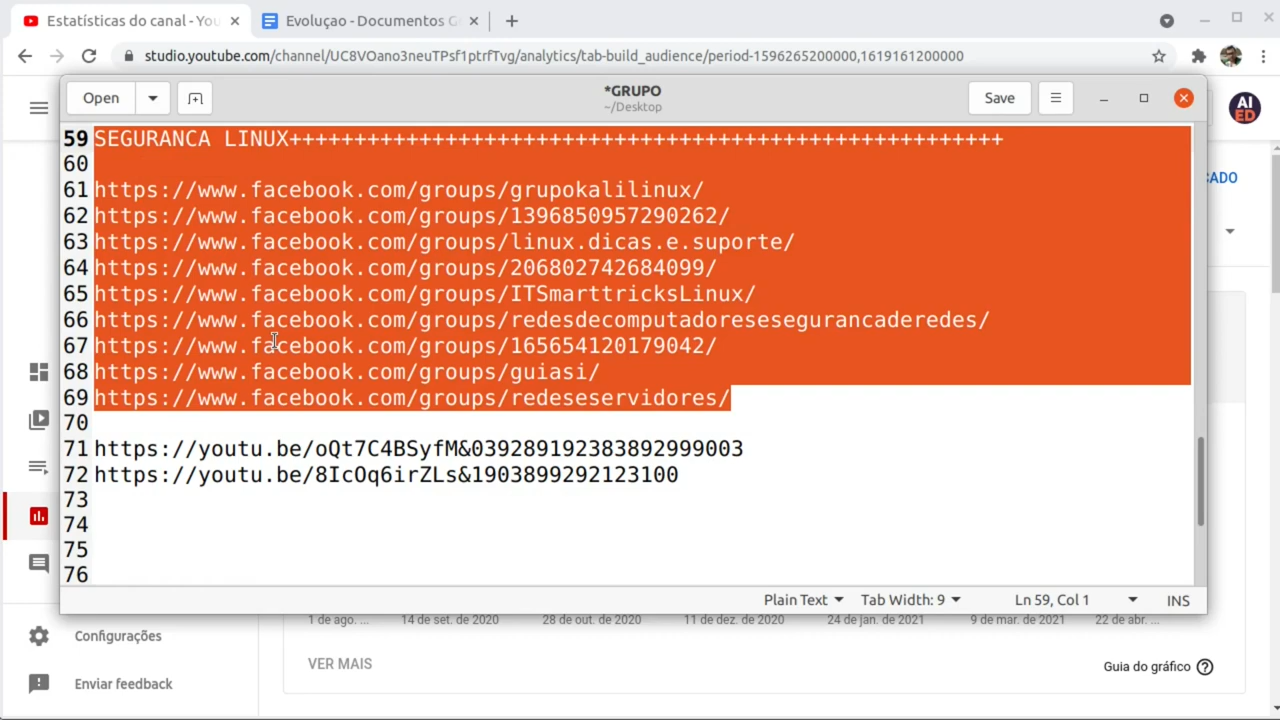 Estatísticas do canal - You
Evoluçao - Documentos G
studio.youtube.com/channel/UC8VOano3neuTPsf1ptrfTvg/analytics/tab-build_audience/period-1596265200000,1619161200000
Open
*GRUPO
~/Desktop
Save
AI
ED
CADO
59 SEGURANCA LINUX+++++++++++++++++++++++++++++++++++++++++++++++++++++++
60
61 https://www.facebook.com/groups/grupokalilinux/
62 https://www.facebook.com/groups/1396850957290262/
63 https://www.facebook.com/groups/linux.dicas.e.suporte/
64 https://www.facebook.com/groups/206802742684099/
65 https://www.facebook.com/groups/ITSmarttricksLinux/
66 https://www.facebook.com/groups/redesdecomputadoresesegurancaderedes/
67 https://www.facebook.com/groups/165654120179042/
68 https://www.facebook.com/groups/guiasi/
69 https://www.facebook.com/groups/redeseservidores/
70
71 https://youtu.be/oQt7C4BSyfM&039289192383892999003
72 https://youtu.be/8IcOq6irZLs&1903899292123100
73
74
75
76
Plain Text Tab Width: 9 Ln 59, Col 1 INS
1 de ago. ... 14 de set. de 2020 28 de out. de 2020 11 de dez. de 2020 24 de jan. de 2021 9 de mar. de 2021 22 de abr. ...
Configurações
VER MAIS
Guia do gráfico
Enviar feedback